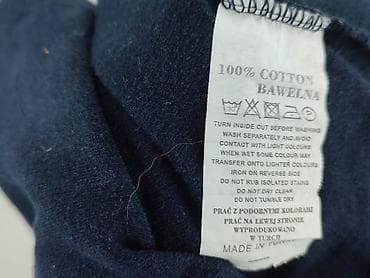 100% COTTON
BAWEŁNA
TURN INSIDE OUT BEFORE WASHING
WASH SEPARATELY AND AVOID
CONTACT WITH LIGHT COLOURS
WHEN WET SOME COLOUR MAY
TRANSFER ONTO LIGHTER COLOURS
IRON ON REVERSE SIDE
DO NOT RUB ISOLATED STAINS
DO NOT DRY CLEAR
DO NOT TUMBLE DRY
PRAĆ Z PODOBNYMI KOLORAMI
PRAĆ NA LEWEJ STRONIE
WYPRODUKOWANO
W TURCJI
MADE IN